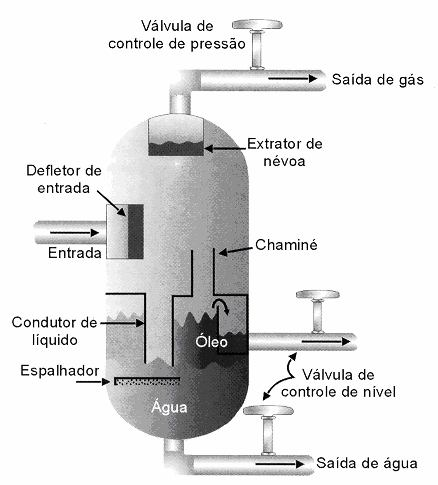 Válvula de
controle de pressão
Saída de gás
Extrator de
névoa
Defletor de
entrada
Entrada
Chaminé
Condutor de
líquido
Óleo
Espalhador
Válvula de
controle de nível
Água
Saída de água